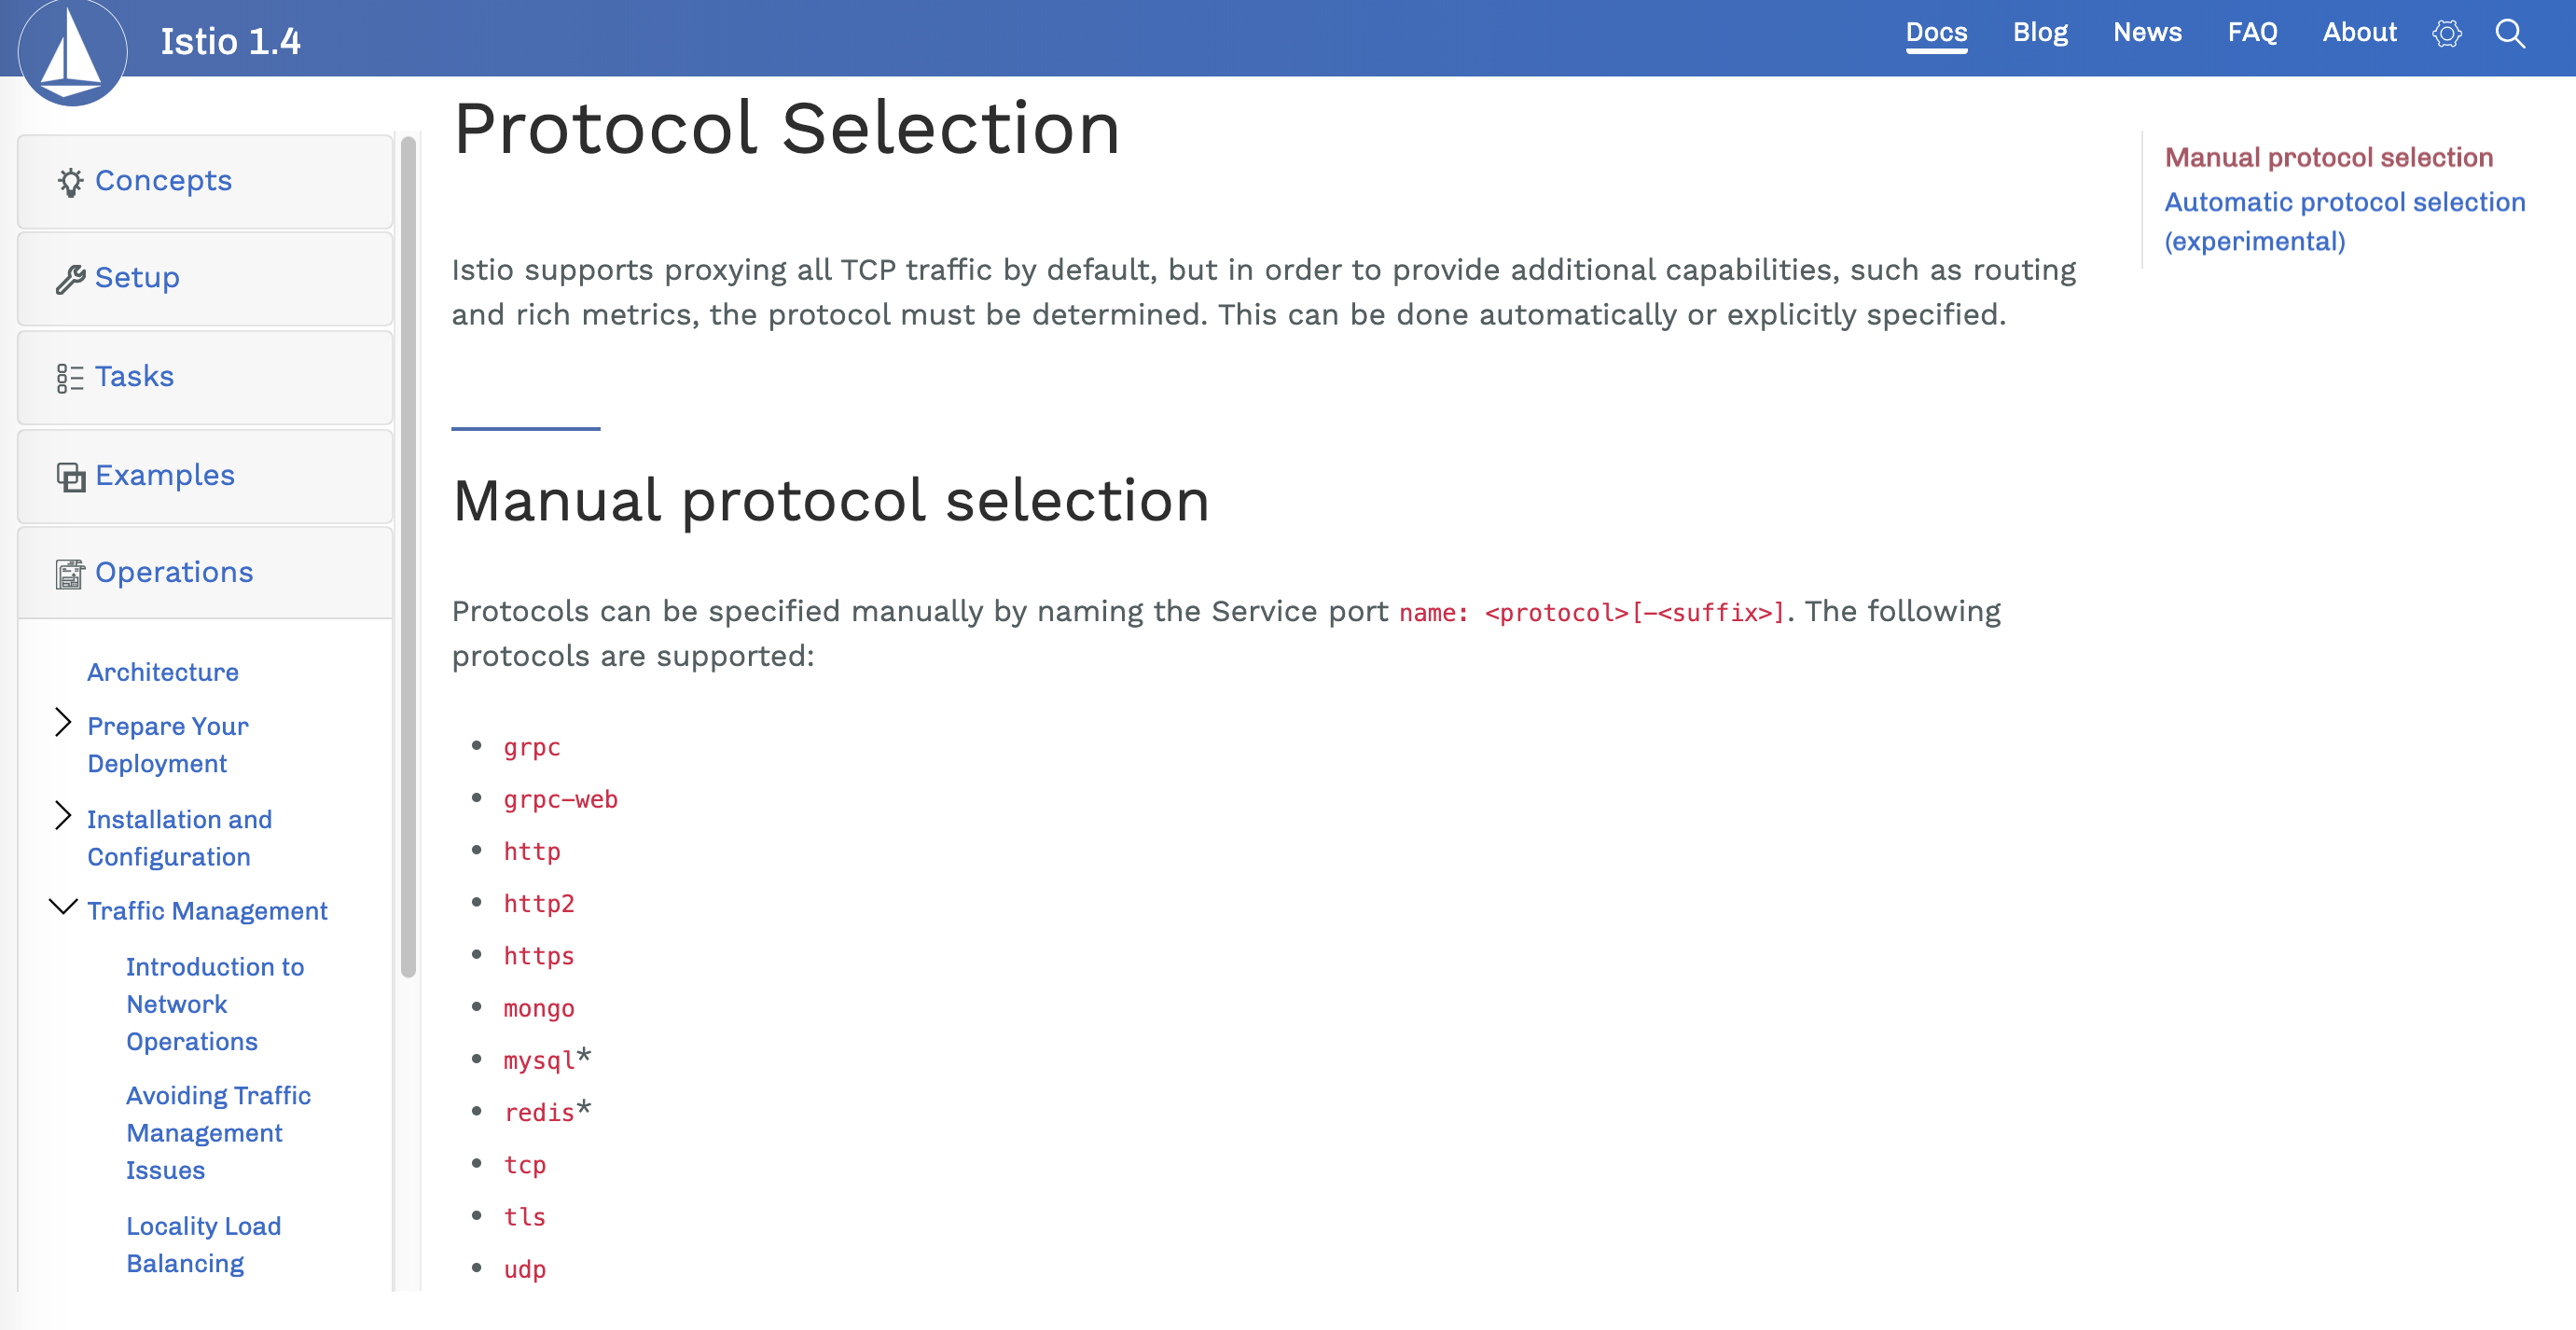 Istio 1.4
Docs Blog News FAQ About
Concepts
Setup
Tasks
Examples
Operations
Architecture
Prepare Your
Deployment
Installation and
Configuration
Traffic Management
Introduction to
Network
Operations
Avoiding Traffic
Management
Issues
Locality Load
Balancing
Protocol Selection
Istio supports proxying all TCP traffic by default, but in order to provide additional capabilities, such as routing
and rich metrics, the protocol must be determined. This can be done automatically or explicitly specified.
Manual protocol selection
Protocols can be specified manually by naming the Service port name: <protocol>[-<suffix>]. The following
protocols are supported:
grpc
grpc-web
http
http2
https
mongo
mysql*
redis*
tcp
tls
udp
Manual protocol selection
Automatic protocol selection
(experimental)